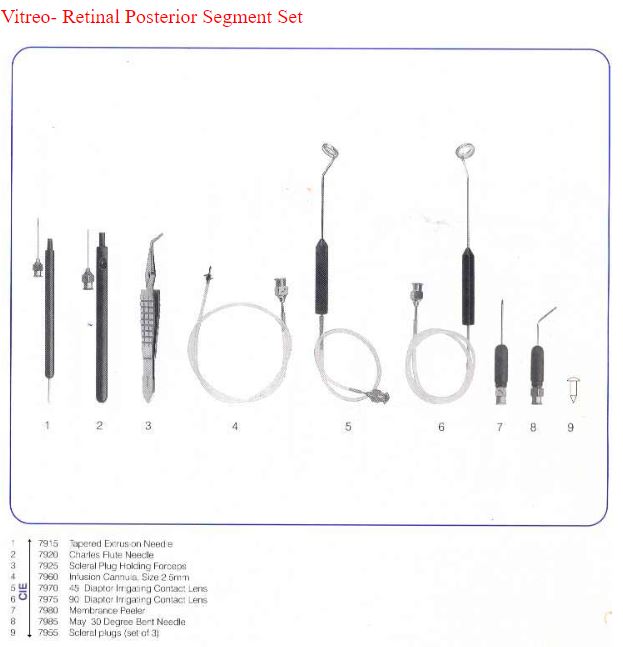 Vitreo- Retinal Posterior Segment Set
1 2 3 4 5 6 7 8 9
1 7915 Tapered Extrusion Needle
2 7920 Charles Flute Needle
3 7925 Scleral Plug Holding Forceps
4 7960 Infusion Cannula, Size 2.5mm
5 7970 45 Diaptor Irrigating Contact Lens
6 7975 90 Diaptor Irrigating Contact Lens
7 7980 Membrance Peeler
8 7985 May 30 Degree Bent Needle
9 7955 Scleral plugs (set of 3)
CIE